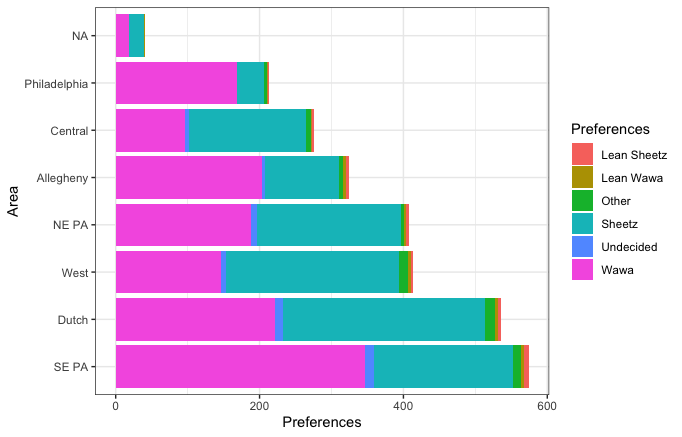 NA
Philadelphia
Central
Allegheny
NE PA
West
Dutch
SE PA
Area
0 200 400 600
Preferences
Preferences
Lean Sheetz
Lean Wawa
Other
Sheetz
Undecided
Wawa